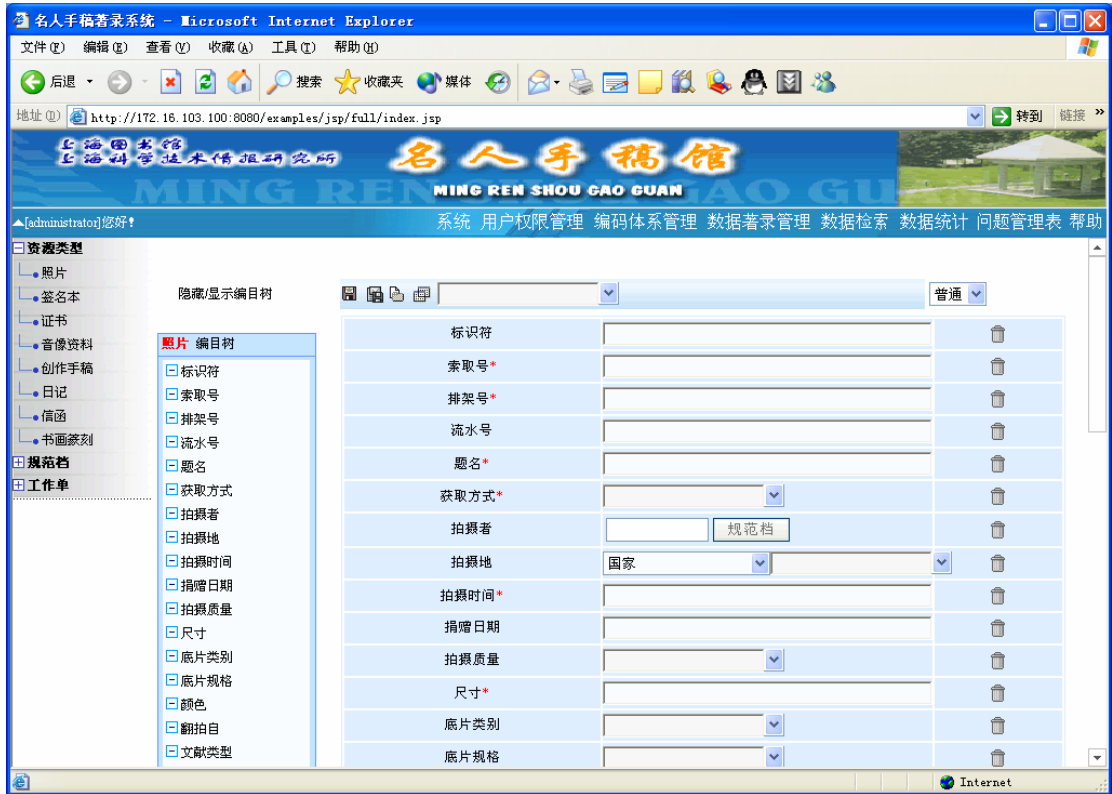 名人手稿著录系统 - Microsoft Internet Explorer
文件(F) 编辑(E) 查看(V) 收藏(A) 工具(T) 帮助(H)
后退 搜索 收藏夹 媒体
地址(D) http://172.16.103.100:8080/examples/jsp/full/index.jsp 转到 链接 »
上海图书馆
上海科学技术情报研究所
名人手稿馆
MING REN SHOU GAO GUAN
[administrator]您好!
系统 用户权限管理 编码体系管理 数据著录管理 数据检索 数据统计 问题管理表 帮助
资源类型
照片
签名本
证书
音像资料
创作手稿
日记
信函
书画篆刻
规范档
工作单
隐藏/显示编目树
普通
照片 编目树
标识符
索取号
排架号
流水号
题名
获取方式
拍摄者
拍摄地
拍摄时间
捐赠日期
拍摄质量
尺寸
底片类别
底片规格
颜色
翻拍自
文献类型
标识符
索取号*
排架号*
流水号
题名*
获取方式*
拍摄者 规范档
拍摄地 国家
拍摄时间*
捐赠日期
拍摄质量
尺寸*
底片类别
底片规格
Internet